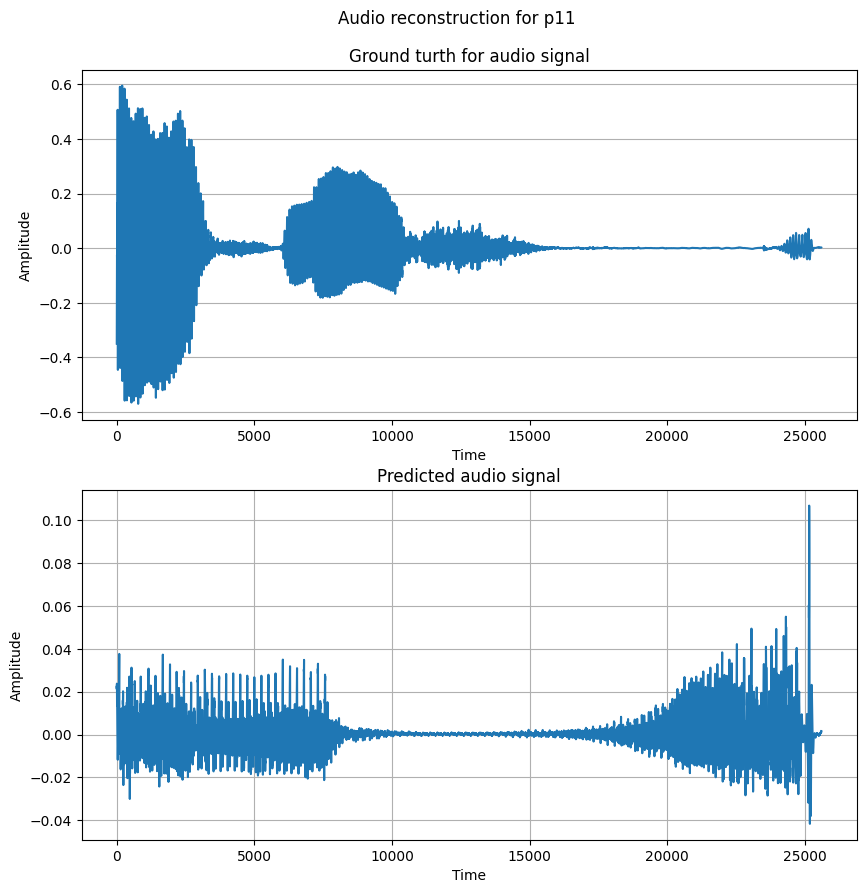 Audio reconstruction for p11
Ground turth for audio signal
0.6
0.4
0.2
0.0
−0.2
−0.4
−0.6
Amplitude
0 5000 10000 15000 20000 25000
Time
Predicted audio signal
0.10
0.08
0.06
0.04
0.02
0.00
−0.02
−0.04
Amplitude
0 5000 10000 15000 20000 25000
Time